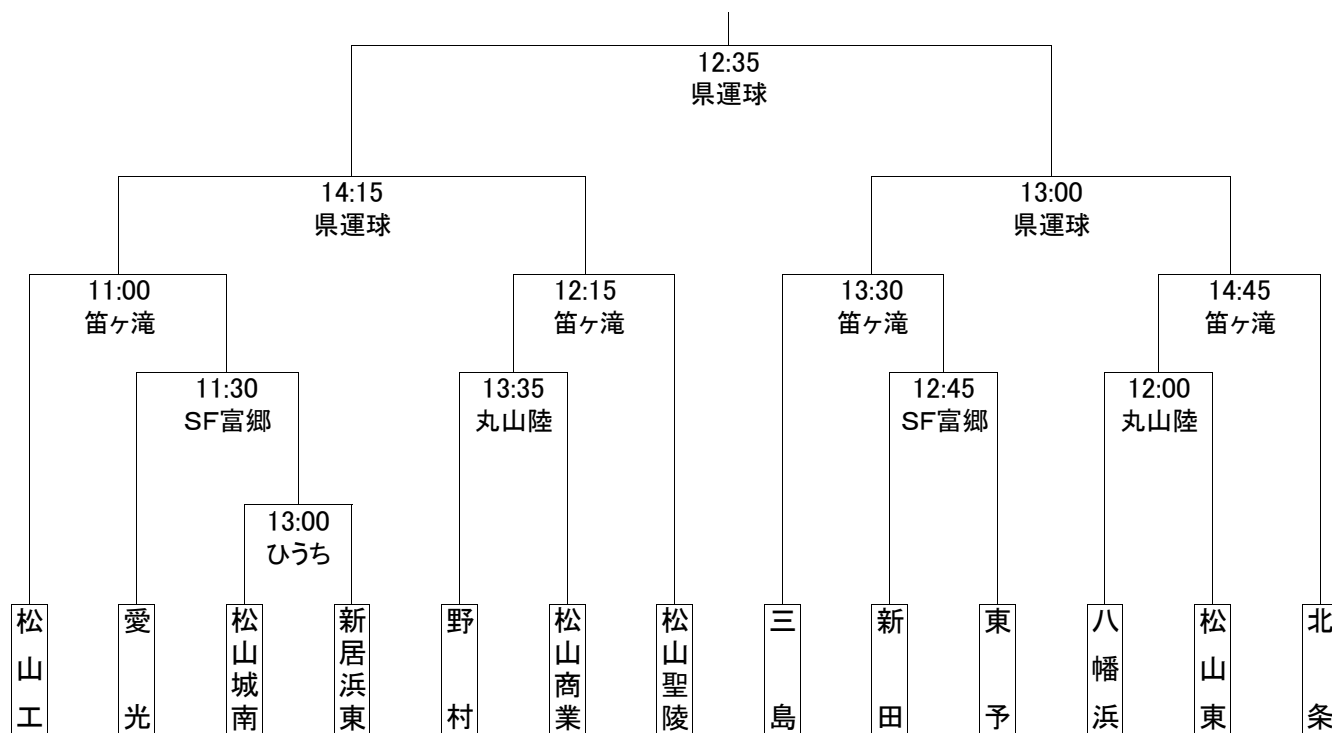 12:35
県運球
14:15
県運球
13:00
県運球
11:00
笛ヶ滝
12:15
笛ヶ滝
13:30
笛ヶ滝
14:45
笛ヶ滝
11:30
SF富郷
13:35
丸山陸
12:45
SF富郷
12:00
丸山陸
13:00
ひうち
松山工
愛光
松山城南
新居浜東
野村
松山商業
松山聖陵
三島
新田
東予
八幡浜
松山東
北条